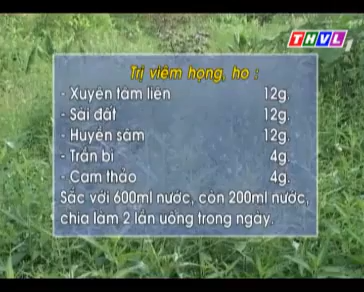 THVL
Trị viêm họng, ho :
- Xuyên tâm liên 12g.
- Sài đất 12g.
- Huyền sâm 12g.
- Trần bì 4g.
- Cam thảo 4g.
Sắc với 600ml nước, còn 200ml nước,
chia làm 2 lần uống trong ngày.